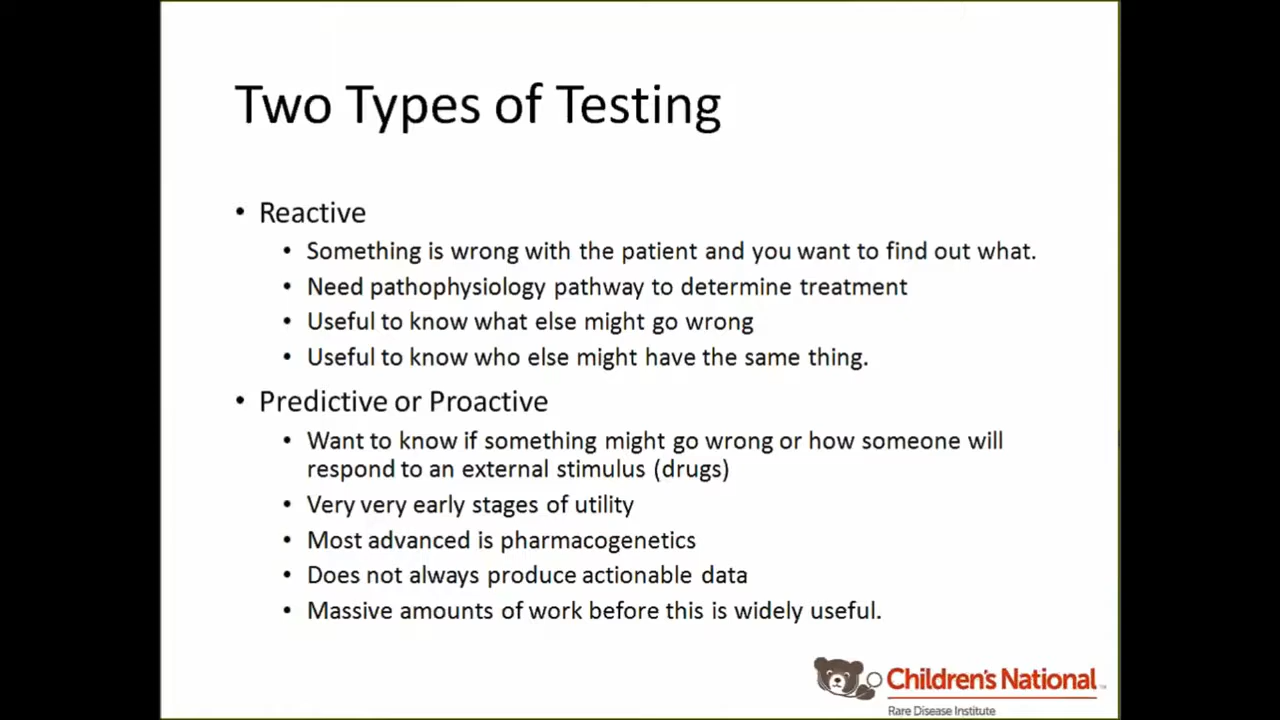 Two Types of Testing
• Reactive
• Something is wrong with the patient and you want to find out what.
• Need pathophysiology pathway to determine treatment
• Useful to know what else might go wrong
• Useful to know who else might have the same thing.
• Predictive or Proactive
• Want to know if something might go wrong or how someone will
respond to an external stimulus (drugs)
• Very very early stages of utility
• Most advanced is pharmacogenetics
• Does not always produce actionable data
• Massive amounts of work before this is widely useful.
Children's National™
Rare Disease Institute